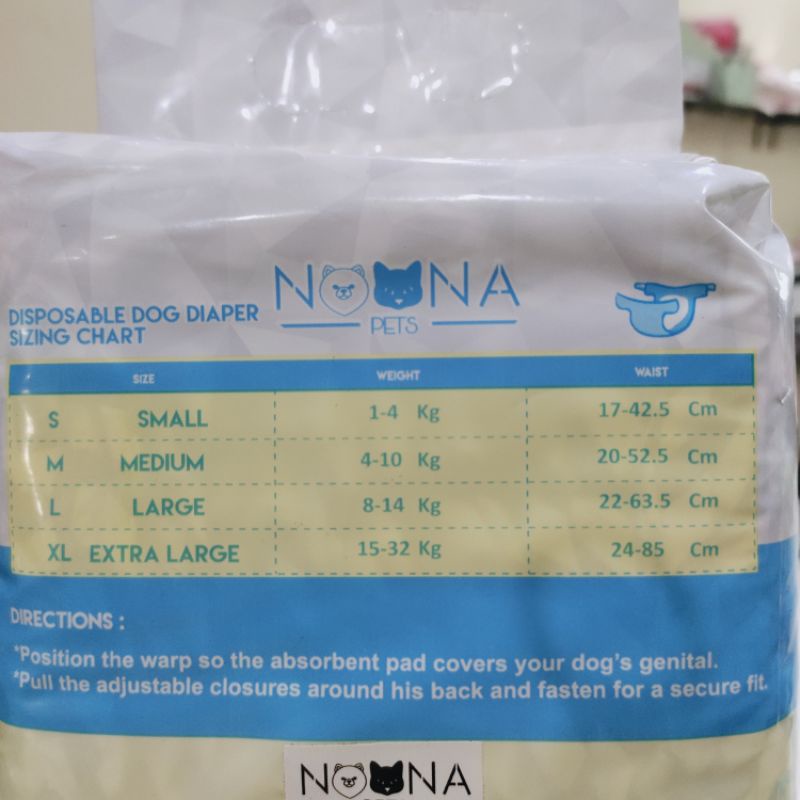 NOONA
PETS
DISPOSABLE DOG DIAPER
SIZING CHART
SIZE WEIGHT WAIST
S SMALL 1-4 Kg 17-42.5 Cm
M MEDIUM 4-10 Kg 20-52.5 Cm
L LARGE 8-14 Kg 22-63.5 Cm
XL EXTRA LARGE 15-32 Kg 24-85 Cm
DIRECTIONS :
*Position the warp so the absorbent pad covers your dog's genital.
*Pull the adjustable closures around his back and fasten for a secure fit.
NOONA